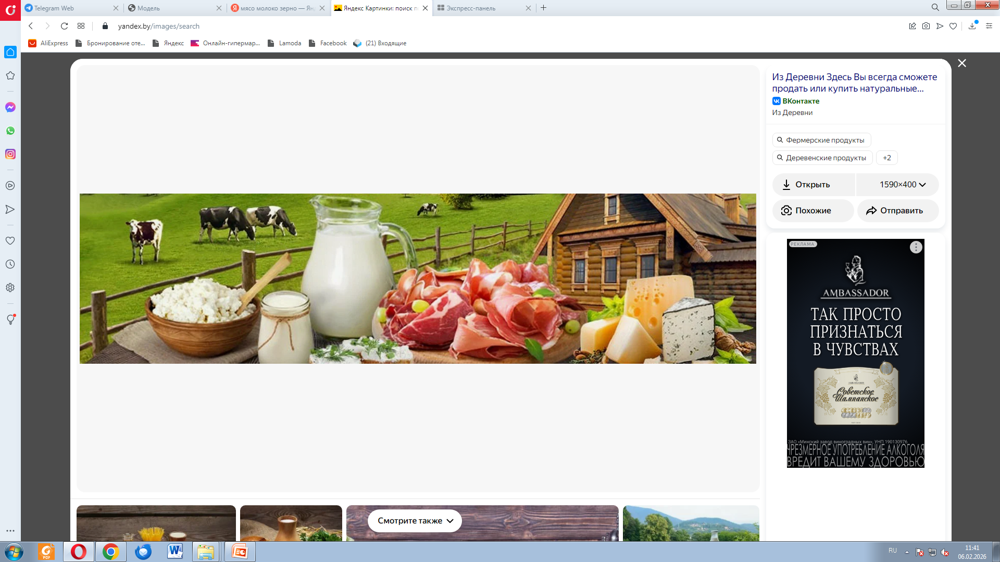 Telegram Web
Модель
мясо молоко зерно — Ян
Яндекс Картинки: поиск п
Экспресс-панель
yandex.by/images/search
AliExpress
Бронирование оте...
Яндекс
Онлайн-гипермар...
Lamoda
Facebook
(21) Входящие
Из Деревни Здесь Вы всегда сможете
продать или купить натуральные...
ВКонтакте
Из Деревни
Фермерские продукты
Деревенские продукты
+2
Открыть
1590×400
Похожие
Отправить
РЕКЛАМА
AMBASSADOR
ТАК ПРОСТО
ПРИЗНАТЬСЯ
В ЧУВСТВАХ
AMBASSADOR
Советское
Шампанское
ЗАО «Минский завод виноградных вин», УНП 190130976
ЧРЕЗМЕРНОЕ УПОТРЕБЛЕНИЕ АЛКОГОЛЯ
ВРЕДИТ ВАШЕМУ ЗДОРОВЬЮ
Смотрите также
PDF
RU
11:41
06.02.2026